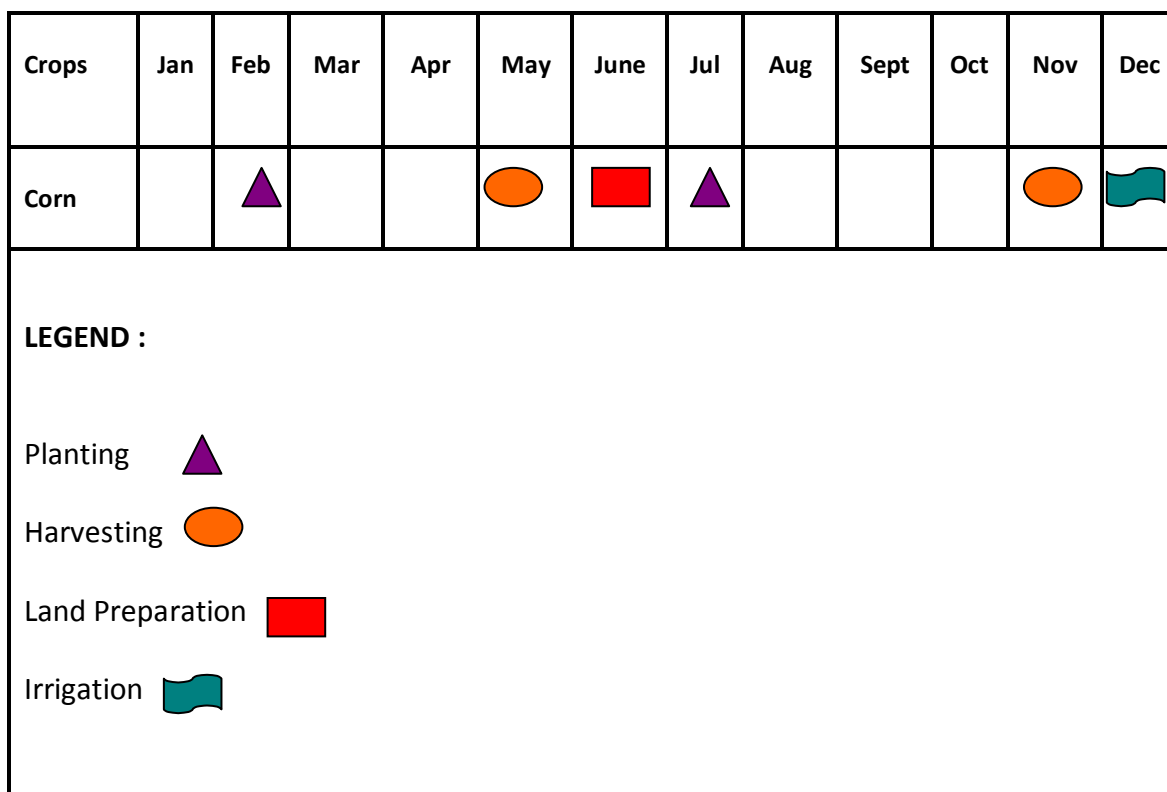 Crops Jan Feb Mar Apr May June Jul Aug Sept Oct Nov Dec
Corn
LEGEND :
Planting
Harvesting
Land Preparation
Irrigation